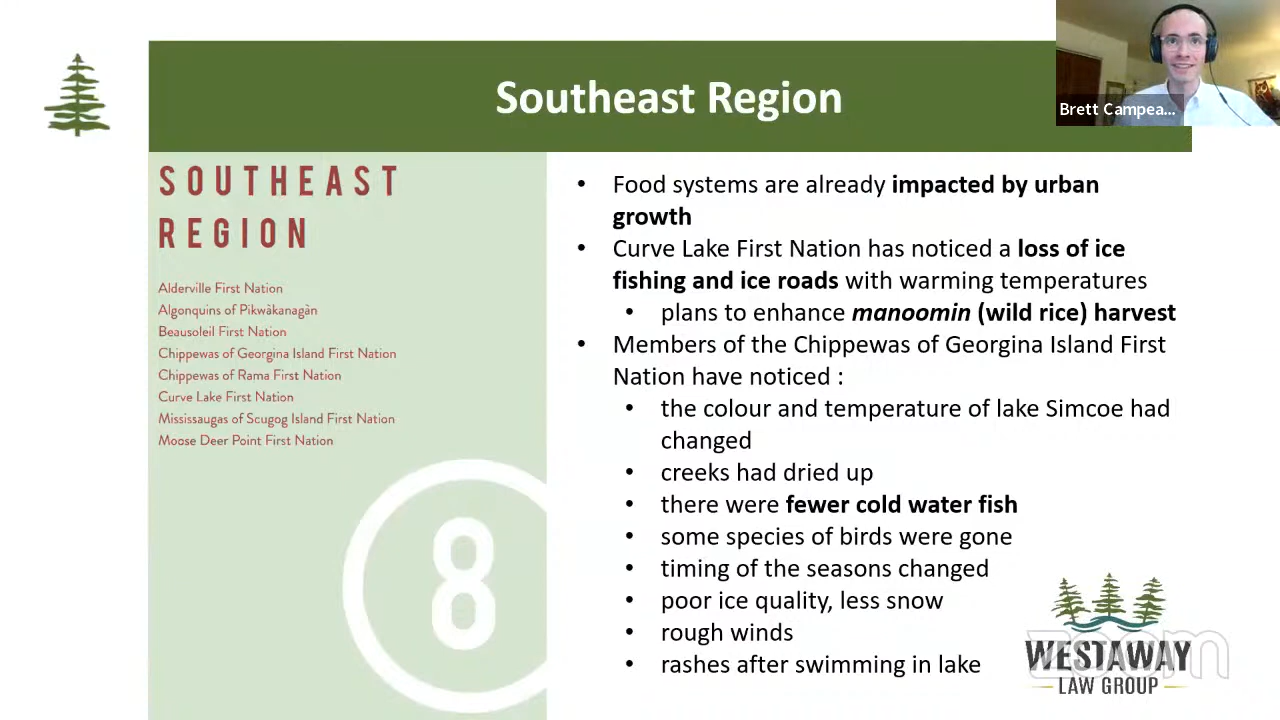 Southeast Region
Brett Campea...
SOUTHEAST
REGION
Alderville First Nation
Algonquins of Pikwàkanagàn
Beausoleil First Nation
Chippewas of Georgina Island First Nation
Chippewas of Rama First Nation
Curve Lake First Nation
Mississaugas of Scugog Island First Nation
Moose Deer Point First Nation
8
• Food systems are already impacted by urban
growth
• Curve Lake First Nation has noticed a loss of ice
fishing and ice roads with warming temperatures
• plans to enhance manoomin (wild rice) harvest
• Members of the Chippewas of Georgina Island First
Nation have noticed :
• the colour and temperature of lake Simcoe had
changed
• creeks had dried up
• there were fewer cold water fish
• some species of birds were gone
• timing of the seasons changed
• poor ice quality, less snow
• rough winds
• rashes after swimming in lake
zoom
WESTAWAY
LAW GROUP